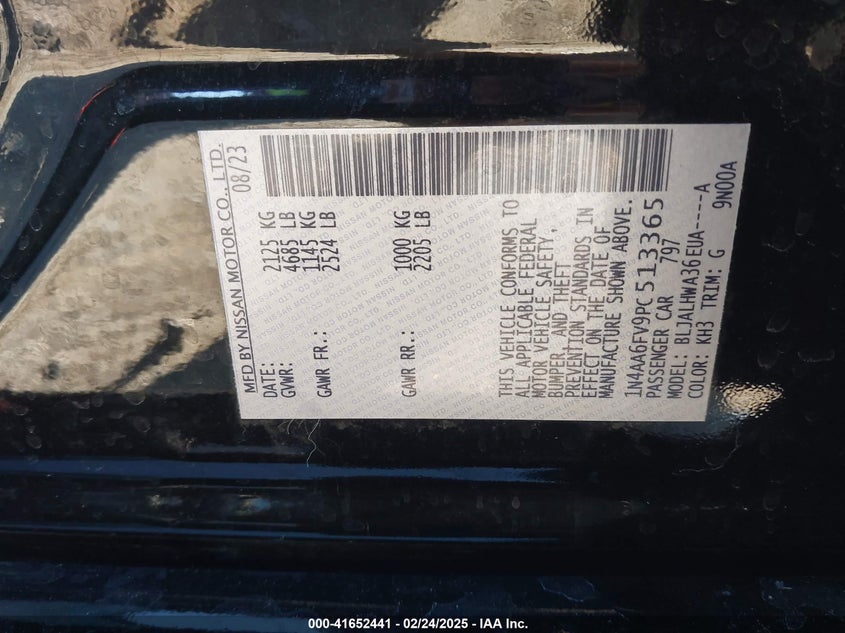 MFD BY NISSAN MOTOR CO., LTD.
DATE: 08/23
GVWR: 2125 KG
4685 LB
GAWR FR.: 1145 KG
2524 LB
GAWR RR.: 1000 KG
2205 LB
THIS VEHICLE CONFORMS TO
ALL APPLICABLE FEDERAL
MOTOR VEHICLE SAFETY,
BUMPER, AND THEFT
PREVENTION STANDARDS IN
EFFECT ON THE DATE OF
MANUFACTURE SHOWN ABOVE.
1N4AA6FV9PC513365
PASSENGER CAR 797
MODEL: BLJALHWA36EUA----A
COLOR: KH3 TRIM: G 9N00A
000-41652441 - 02/24/2025 - IAA Inc.